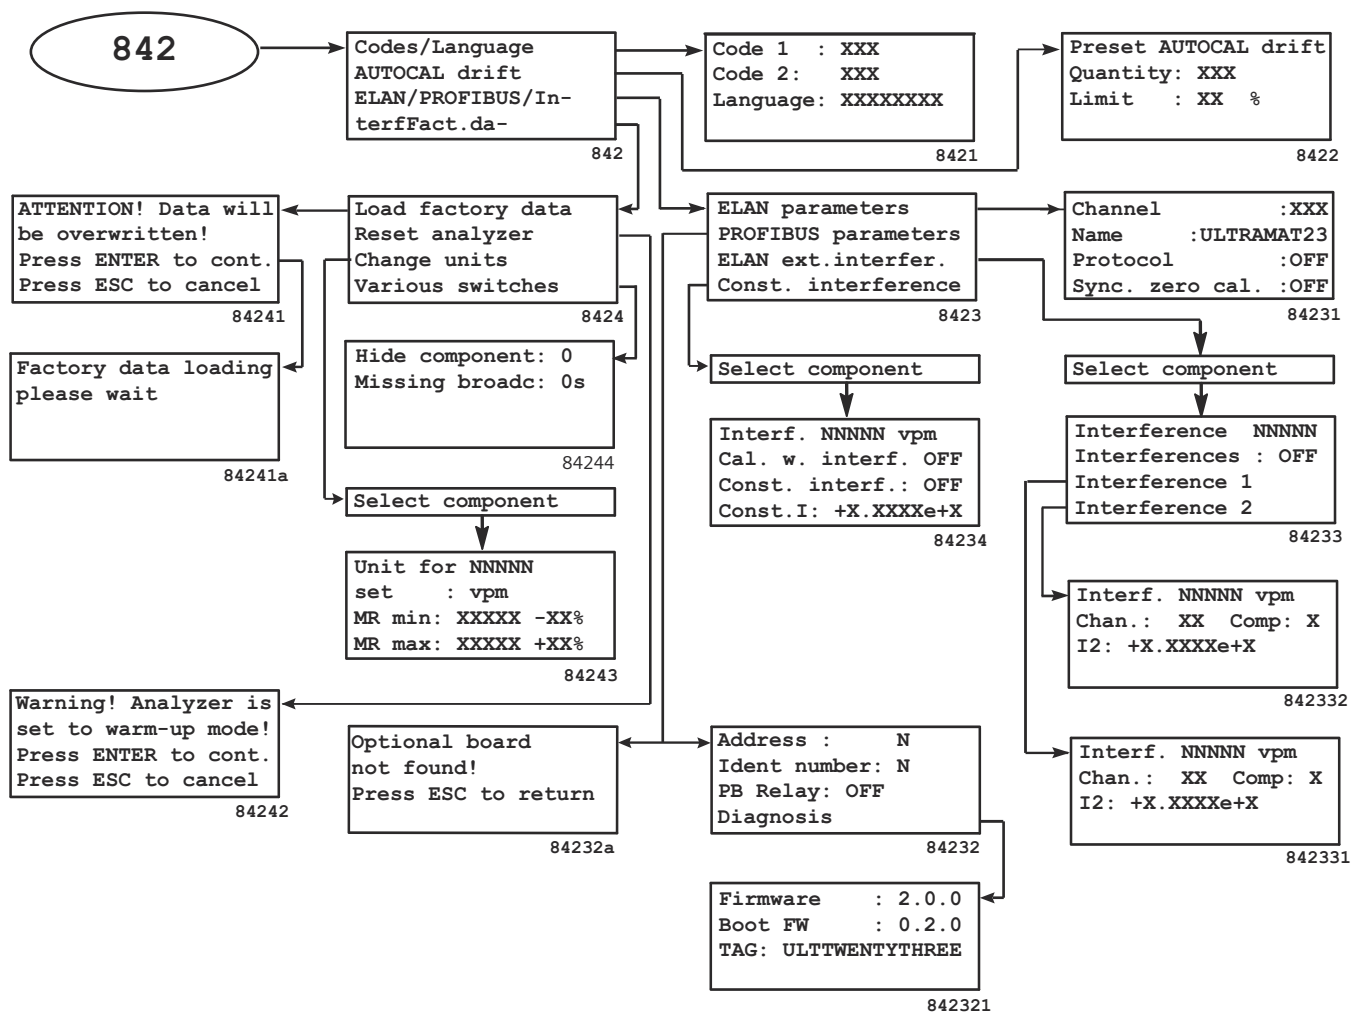 842
Codes/Language
AUTOCAL drift
ELAN/PROFIBUS/In-
terfFact.da-
842
Code 1  : XXX
Code 2:   XXX
Language: XXXXXXXX
8421
Preset AUTOCAL drift
Quantity: XXX
Limit   : XX  %
8422
ATTENTION! Data will
be overwritten!
Press ENTER to cont.
Press ESC to cancel
84241
Load factory data
Reset analyzer
Change units
Various switches
8424
ELAN parameters
PROFIBUS parameters
ELAN ext.interfer.
Const. interference
8423
Channel         :XXX
Name     :ULTRAMAT23
Protocol        :OFF
Sync. zero cal. :OFF
84231
Factory data loading
please wait
84241a
Hide component: 0
Missing broadc: 0s
84244
Select component
Select component
Interf. NNNNN vpm
Cal. w. interf. OFF
Const. interf.: OFF
Const.I: +X.XXXXe+X
84234
Interference  NNNNN
Interferences : OFF
Interference 1
Interference 2
84233
Select component
Unit for NNNNN
set    : vpm
MR min: XXXXX -XX%
MR max: XXXXX +XX%
84243
Interf. NNNNN vpm
Chan.:  XX  Comp: X
I2: +X.XXXXe+X
842332
Warning! Analyzer is
set to warm-up mode!
Press ENTER to cont.
Press ESC to cancel
84242
Optional board
not found!
Press ESC to return
84232a
Address :     N
Ident number: N
PB Relay: OFF
Diagnosis
84232
Interf. NNNNN vpm
Chan.:  XX  Comp: X
I2: +X.XXXXe+X
842331
Firmware    : 2.0.0
Boot FW     : 0.2.0
TAG: ULTTWENTYTHREE
842321